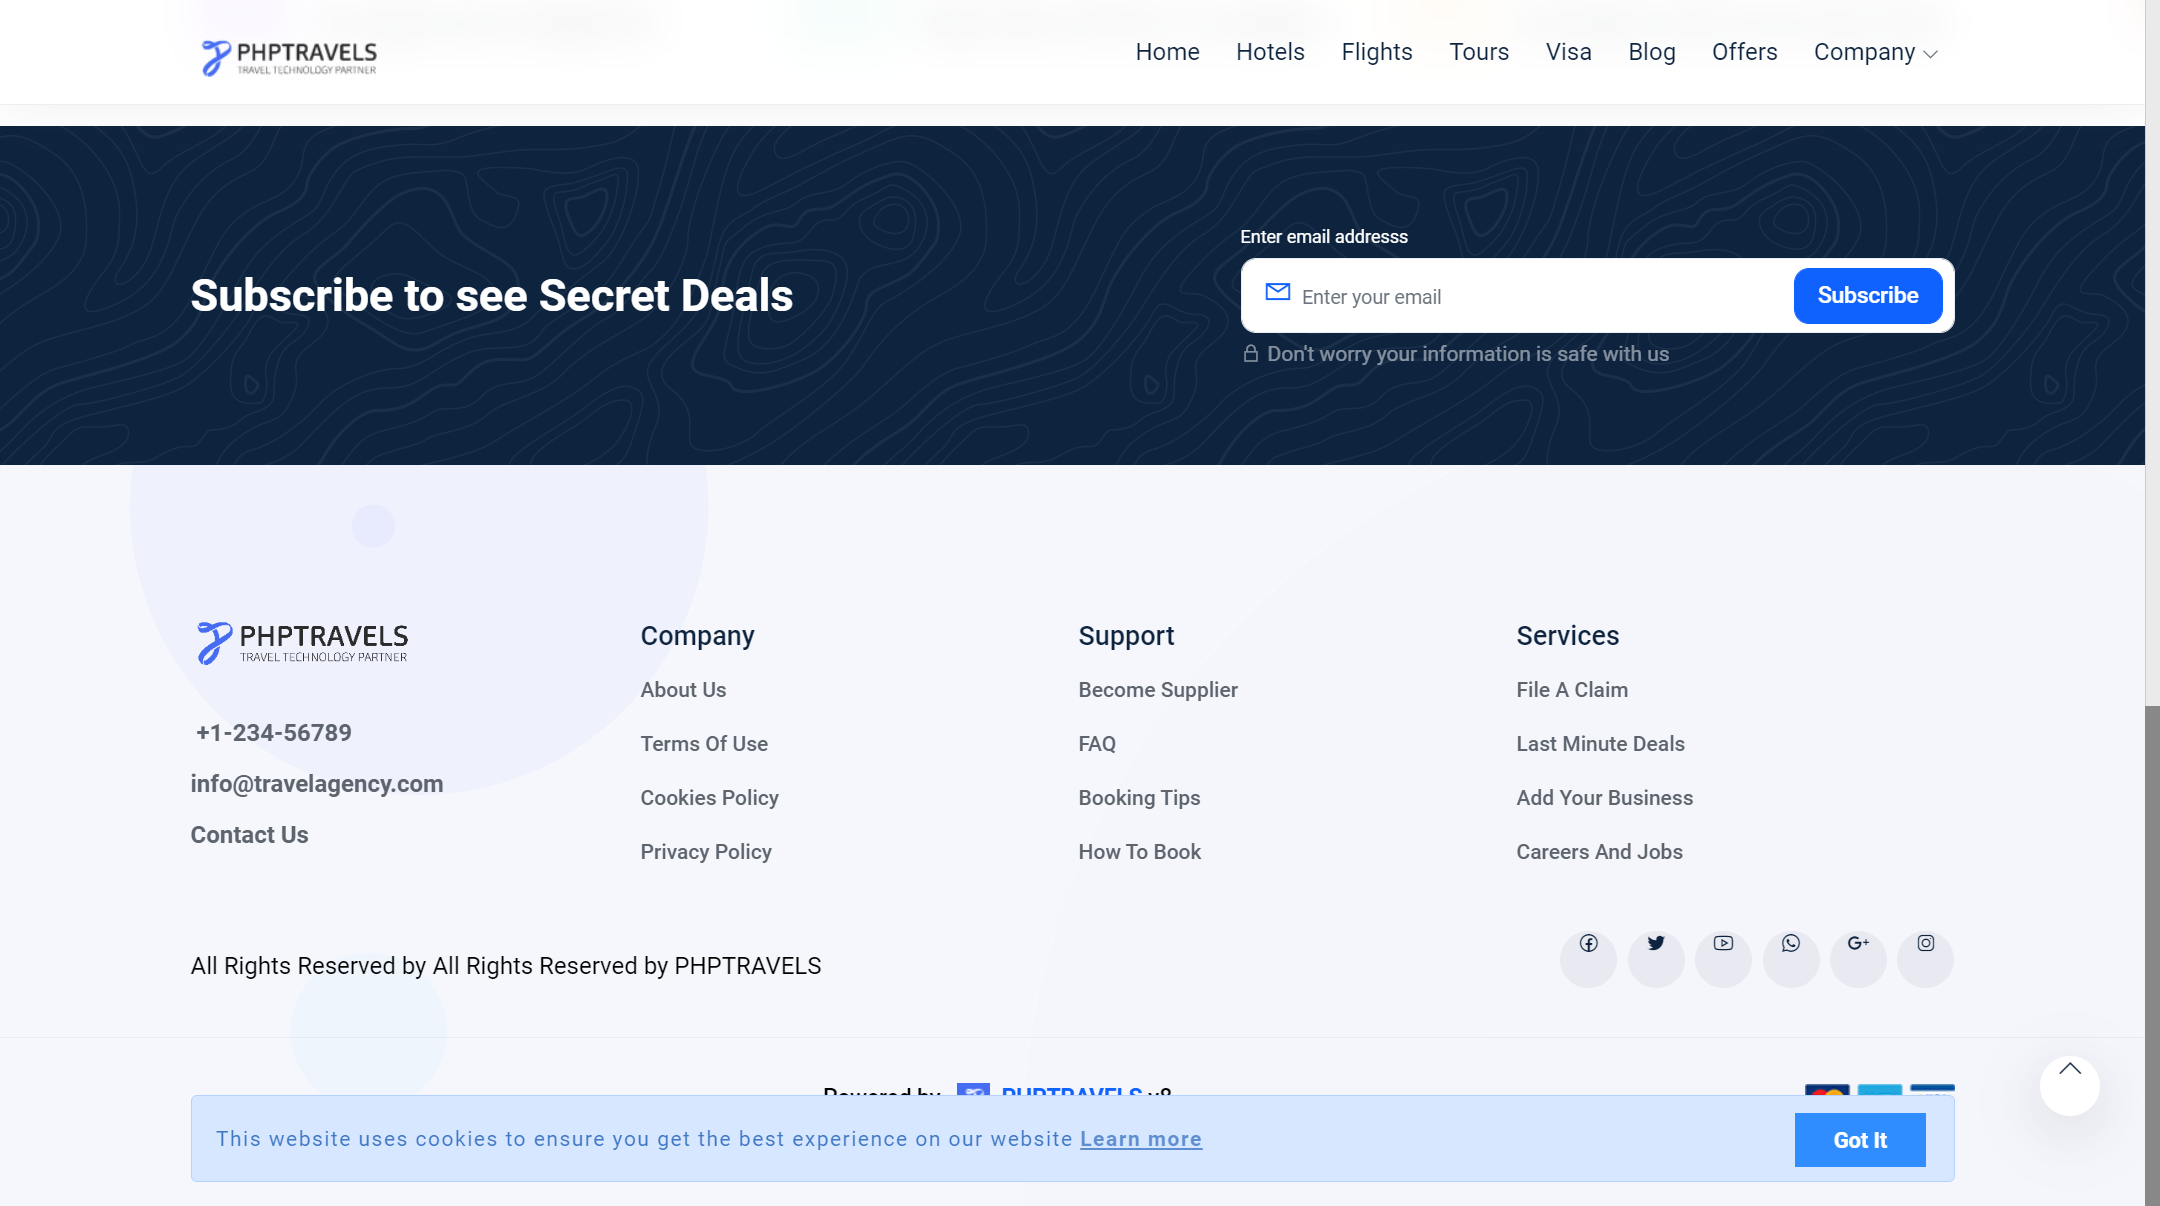 PHPTRAVELS
TRAVEL TECHNOLOGY PARTNER
Home Hotels Flights Tours Visa Blog Offers Company
Subscribe to see Secret Deals
Enter email addresss
Enter your email
Subscribe
Don't worry your information is safe with us
PHPTRAVELS
TRAVEL TECHNOLOGY PARTNER
+1-234-56789
info@travelagency.com
Contact Us
Company
About Us
Terms Of Use
Cookies Policy
Privacy Policy
Support
Become Supplier
FAQ
Booking Tips
How To Book
Services
File A Claim
Last Minute Deals
Add Your Business
Careers And Jobs
All Rights Reserved by All Rights Reserved by PHPTRAVELS
Powered by PHPTRAVELS v8
This website uses cookies to ensure you get the best experience on our website Learn more
Got It